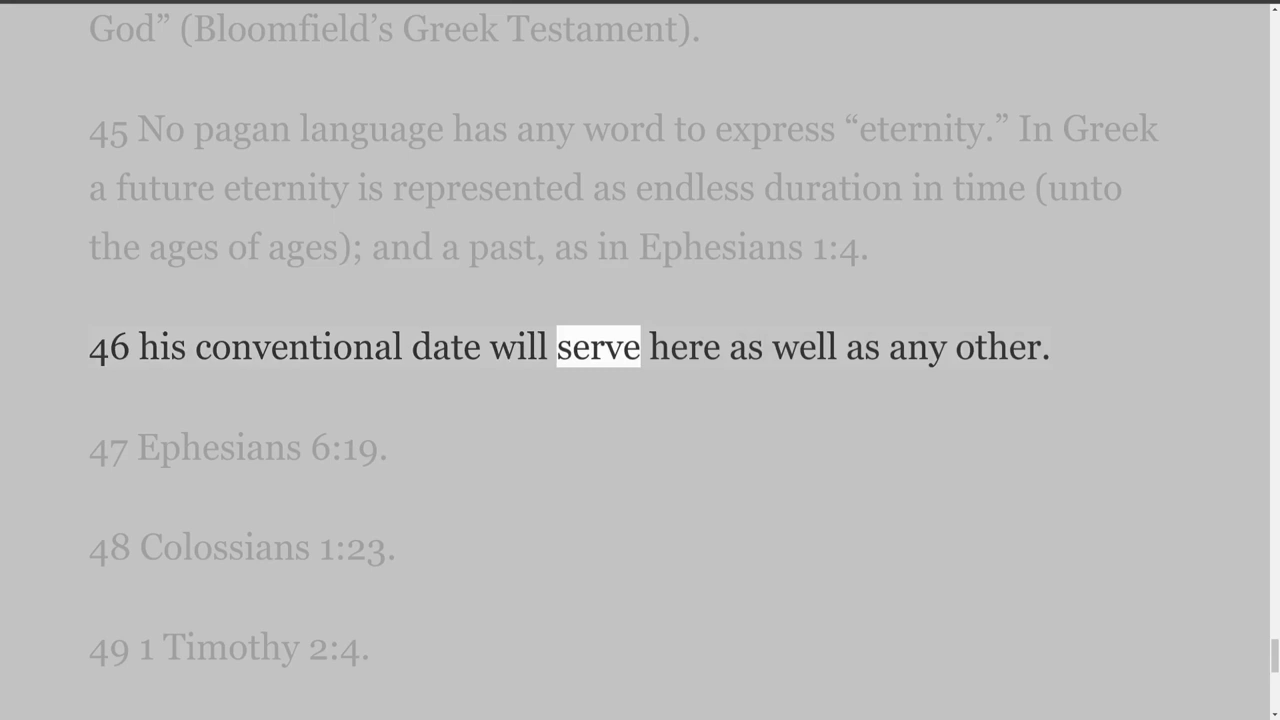 God” (Bloomfield’s Greek Testament).
45 No pagan language has any word to express “eternity.” In Greek
a future eternity is represented as endless duration in time (unto
the ages of ages); and a past, as in Ephesians 1:4.
46 his conventional date will serve here as well as any other.
47 Ephesians 6:19.
48 Colossians 1:23.
49 1 Timothy 2:4.